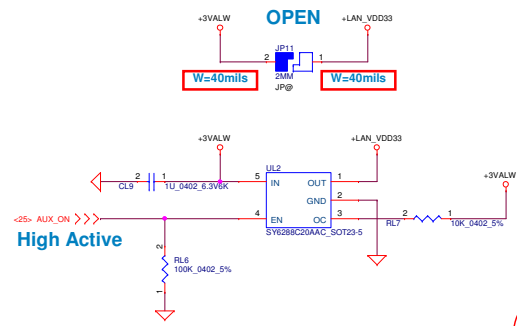 OPEN
+3VALW
+LAN_VDD33
JP11
2
1
W=40mils
W=40mils
2MM
JP@
+3VALW
+LAN_VDD33
+3VALW
UL2
2
1
5
IN
OUT
1
CL9
1U_0402_6.3V6K
GND
2
<25> AUX_ON
4
EN
OC
3
2
1
RL7
10K_0402_5%
SY6288C20AAC_SOT23-5
High Active
2
RL6
100K_0402_5%
1